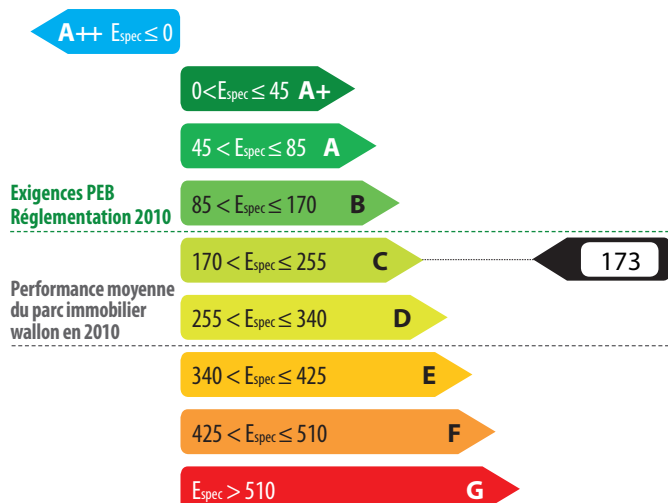 A++ Espec ≤ 0
0<Espec ≤ 45 A+
45 < Espec ≤ 85 A
Exigences PEB
Réglementation 2010
85 < Espec ≤ 170 B
170 < Espec ≤ 255 C
173
Performance moyenne
du parc immobilier
wallon en 2010
255 < Espec ≤ 340 D
340 < Espec ≤ 425 E
425 < Espec ≤ 510 F
Espec > 510 G